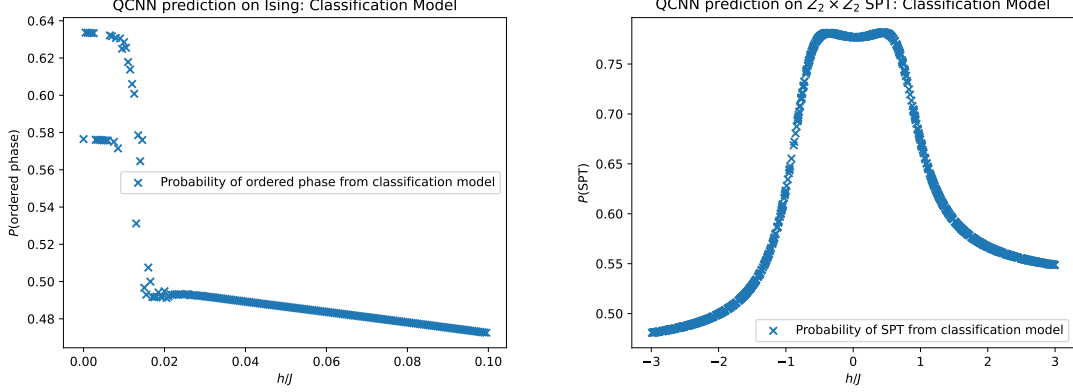 QCNN prediction on Ising: Classification Model
0.64
0.62
0.60
0.58
0.56
0.54
0.52
0.50
0.48
P(ordered phase)
Probability of ordered phase from classification model
0.00 0.02 0.04 0.06 0.08 0.10
h/J
QCNN prediction on Z₂ × Z₂ SPT: Classification Model
0.75
0.70
0.65
0.60
0.55
0.50
P(SPT)
Probability of SPT from classification model
−3 −2 −1 0 1 2 3
h/J